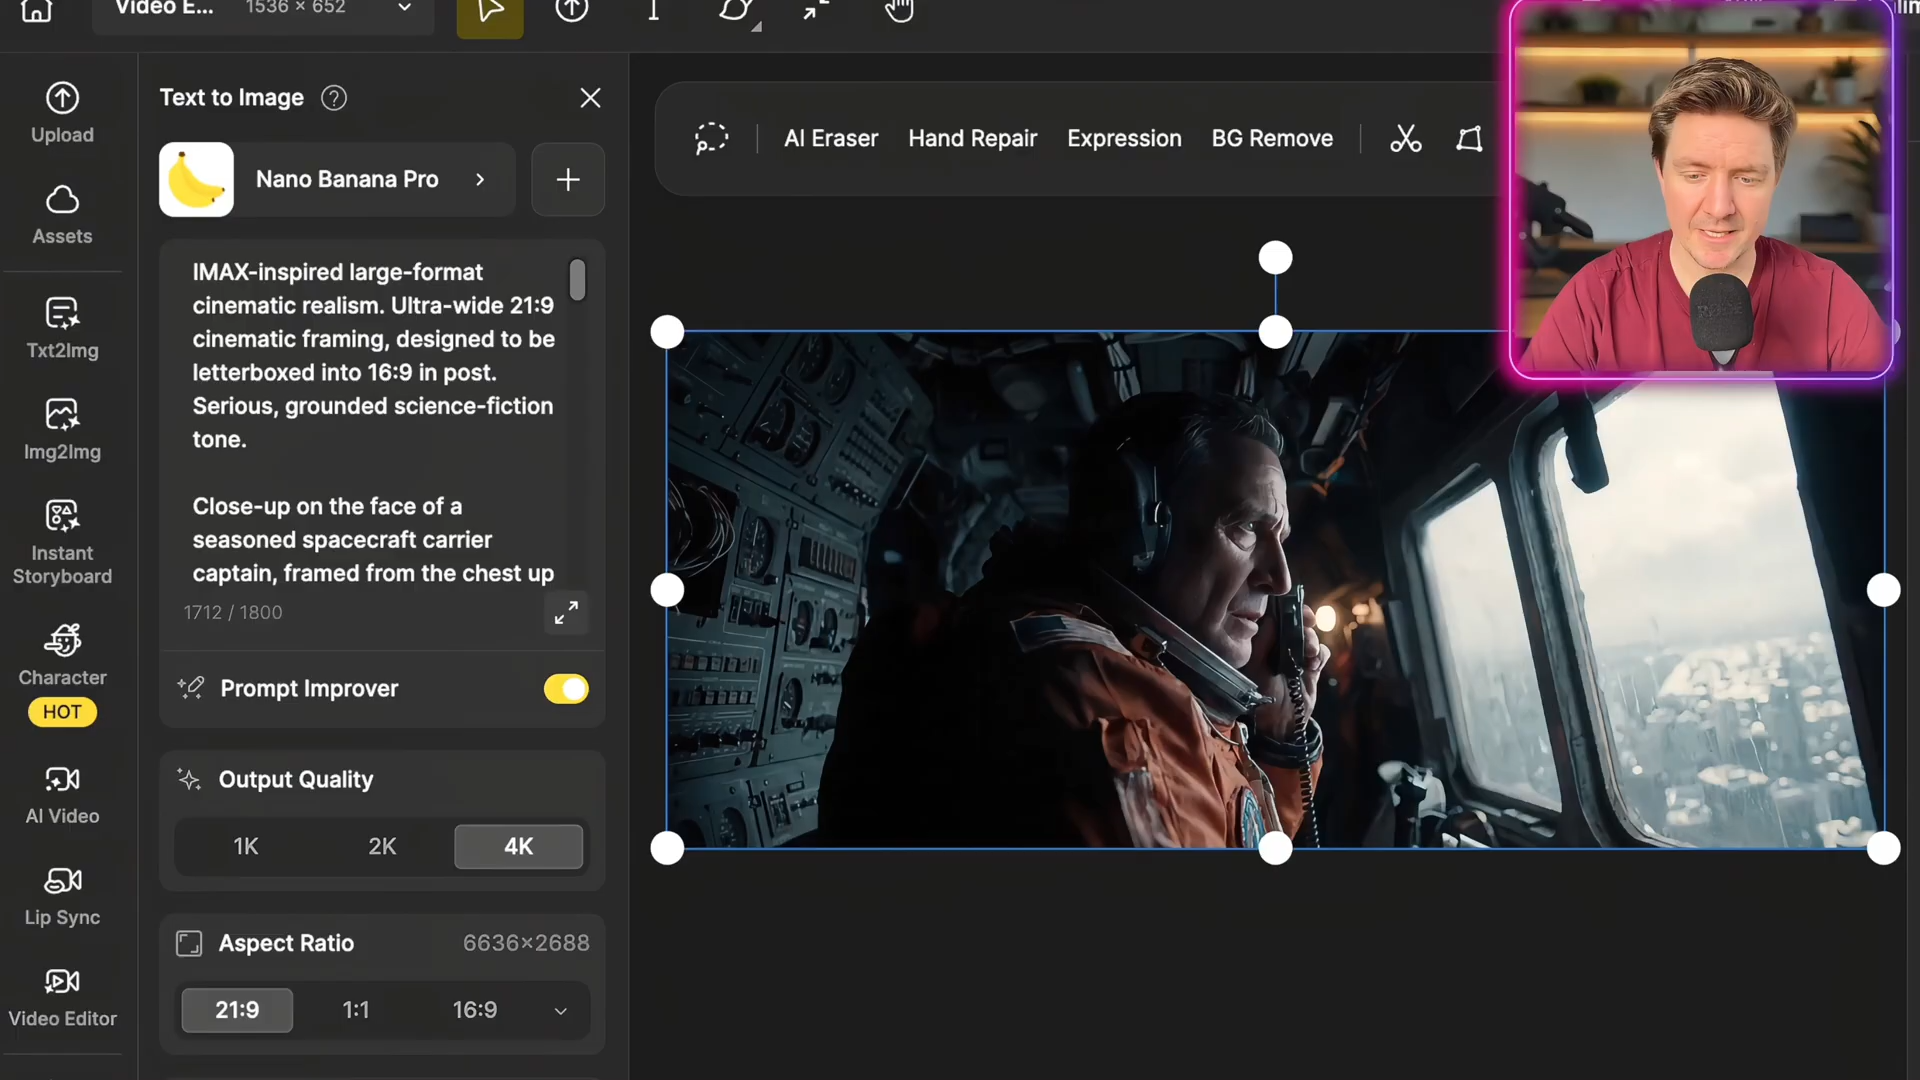 Video E... 1536 × 652
Upload
Assets
Txt2Img
Img2Img
Instant
Storyboard
Character
HOT
AI Video
Lip Sync
Video Editor
Text to Image
Nano Banana Pro
IMAX-inspired large-format
cinematic realism. Ultra-wide 21:9
cinematic framing, designed to be
letterboxed into 16:9 in post.
Serious, grounded science-fiction
tone.
Close-up on the face of a
seasoned spacecraft carrier
captain, framed from the chest up
1712 / 1800
Prompt Improver
Output Quality
1K 2K 4K
Aspect Ratio 6636×2688
21:9 1:1 16:9
AI Eraser Hand Repair Expression BG Remove
RØDE